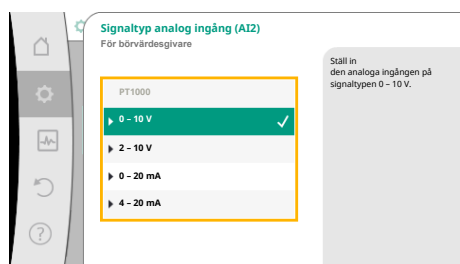 Signaltyp analog ingång (AI2)
För börvärdesgivare
Ställ in
den analoga ingången på
signaltypen 0 – 10 V.
PT1000
0 – 10 V
2 – 10 V
0 – 20 mA
4 – 20 mA
?